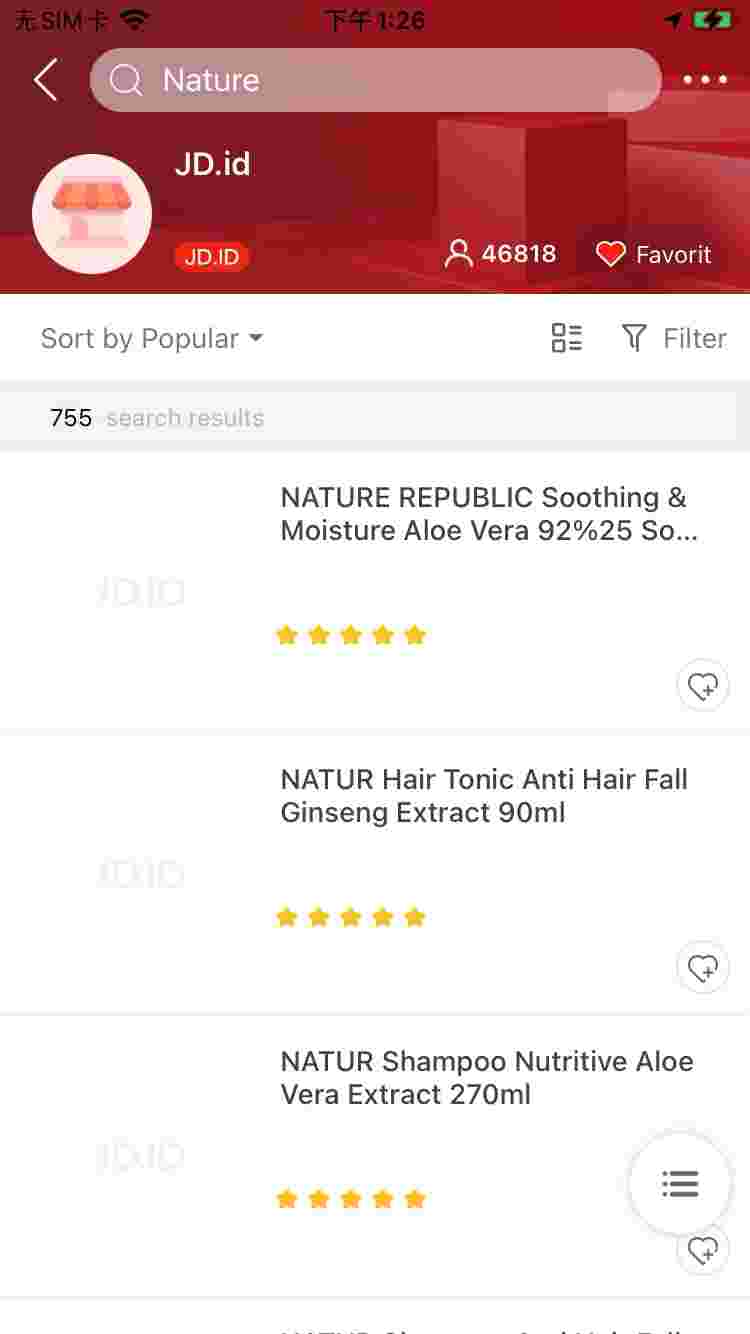 无SIM卡
下午1:26
Nature
JD.id
JD.ID
46818
Favorit
Sort by Popular
Filter
755 search results
NATURE REPUBLIC Soothing &
Moisture Aloe Vera 92%25 So...
JD.ID
NATUR Hair Tonic Anti Hair Fall
Ginseng Extract 90ml
JD.ID
NATUR Shampoo Nutritive Aloe
Vera Extract 270ml
JD.ID